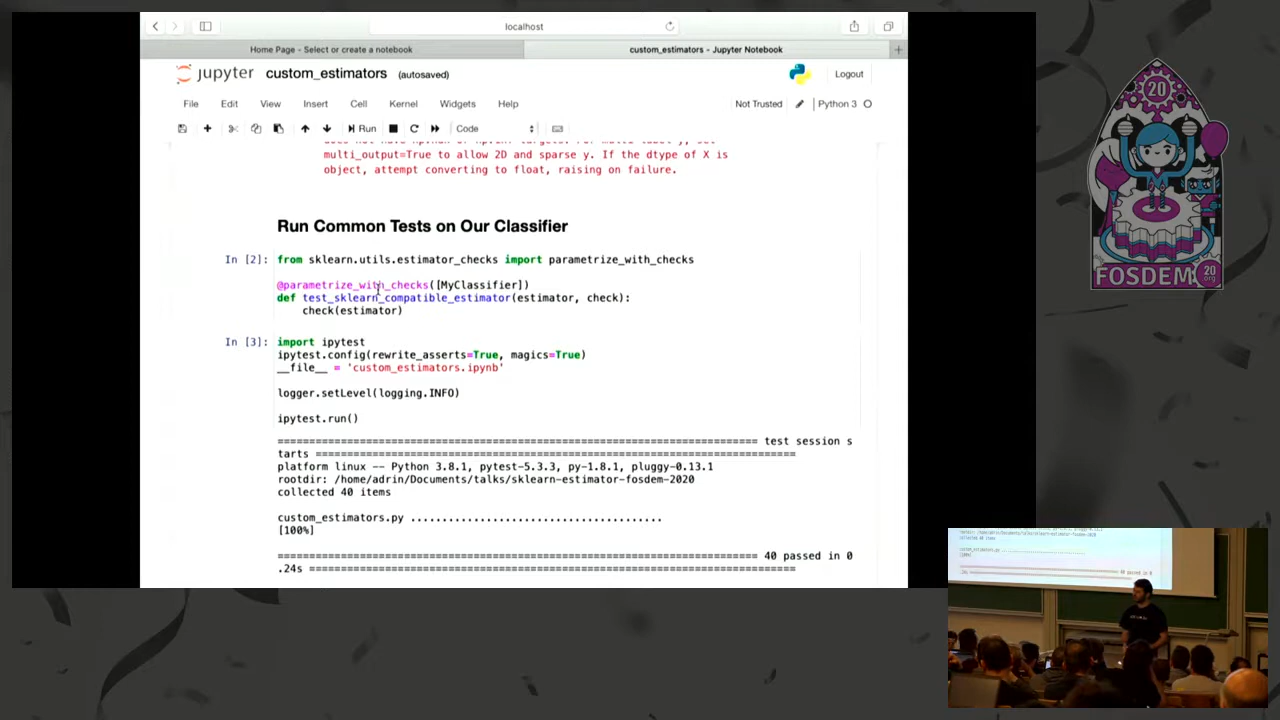 localhost
Home Page - Select or create a notebook
custom_estimators - Jupyter Notebook
jupyter custom_estimators (autosaved)
Logout
File Edit View Insert Cell Kernel Widgets Help
Not Trusted Python 3
Run Code
multi_output=True to allow 2D and sparse y. If the dtype of X is
object, attempt converting to float, raising on failure.
Run Common Tests on Our Classifier
In [2]: from sklearn.utils.estimator_checks import parametrize_with_checks
@parametrize_with_checks([MyClassifier])
def test_sklearn_compatible_estimator(estimator, check):
check(estimator)
In [3]: import ipytest
ipytest.config(rewrite_asserts=True, magics=True)
__file__ = 'custom_estimators.ipynb'
logger.setLevel(logging.INFO)
ipytest.run()
============================================================================ test session s
tarts ============================================================================
platform linux -- Python 3.8.1, pytest-5.3.3, py-1.8.1, pluggy-0.13.1
rootdir: /home/adrin/Documents/talks/sklearn-estimator-fosdem-2020
collected 40 items
custom_estimators.py ........................................
[100%]
============================================================================ 40 passed in 0
.24s =============================================================================
20
FOSDEM
20
.org